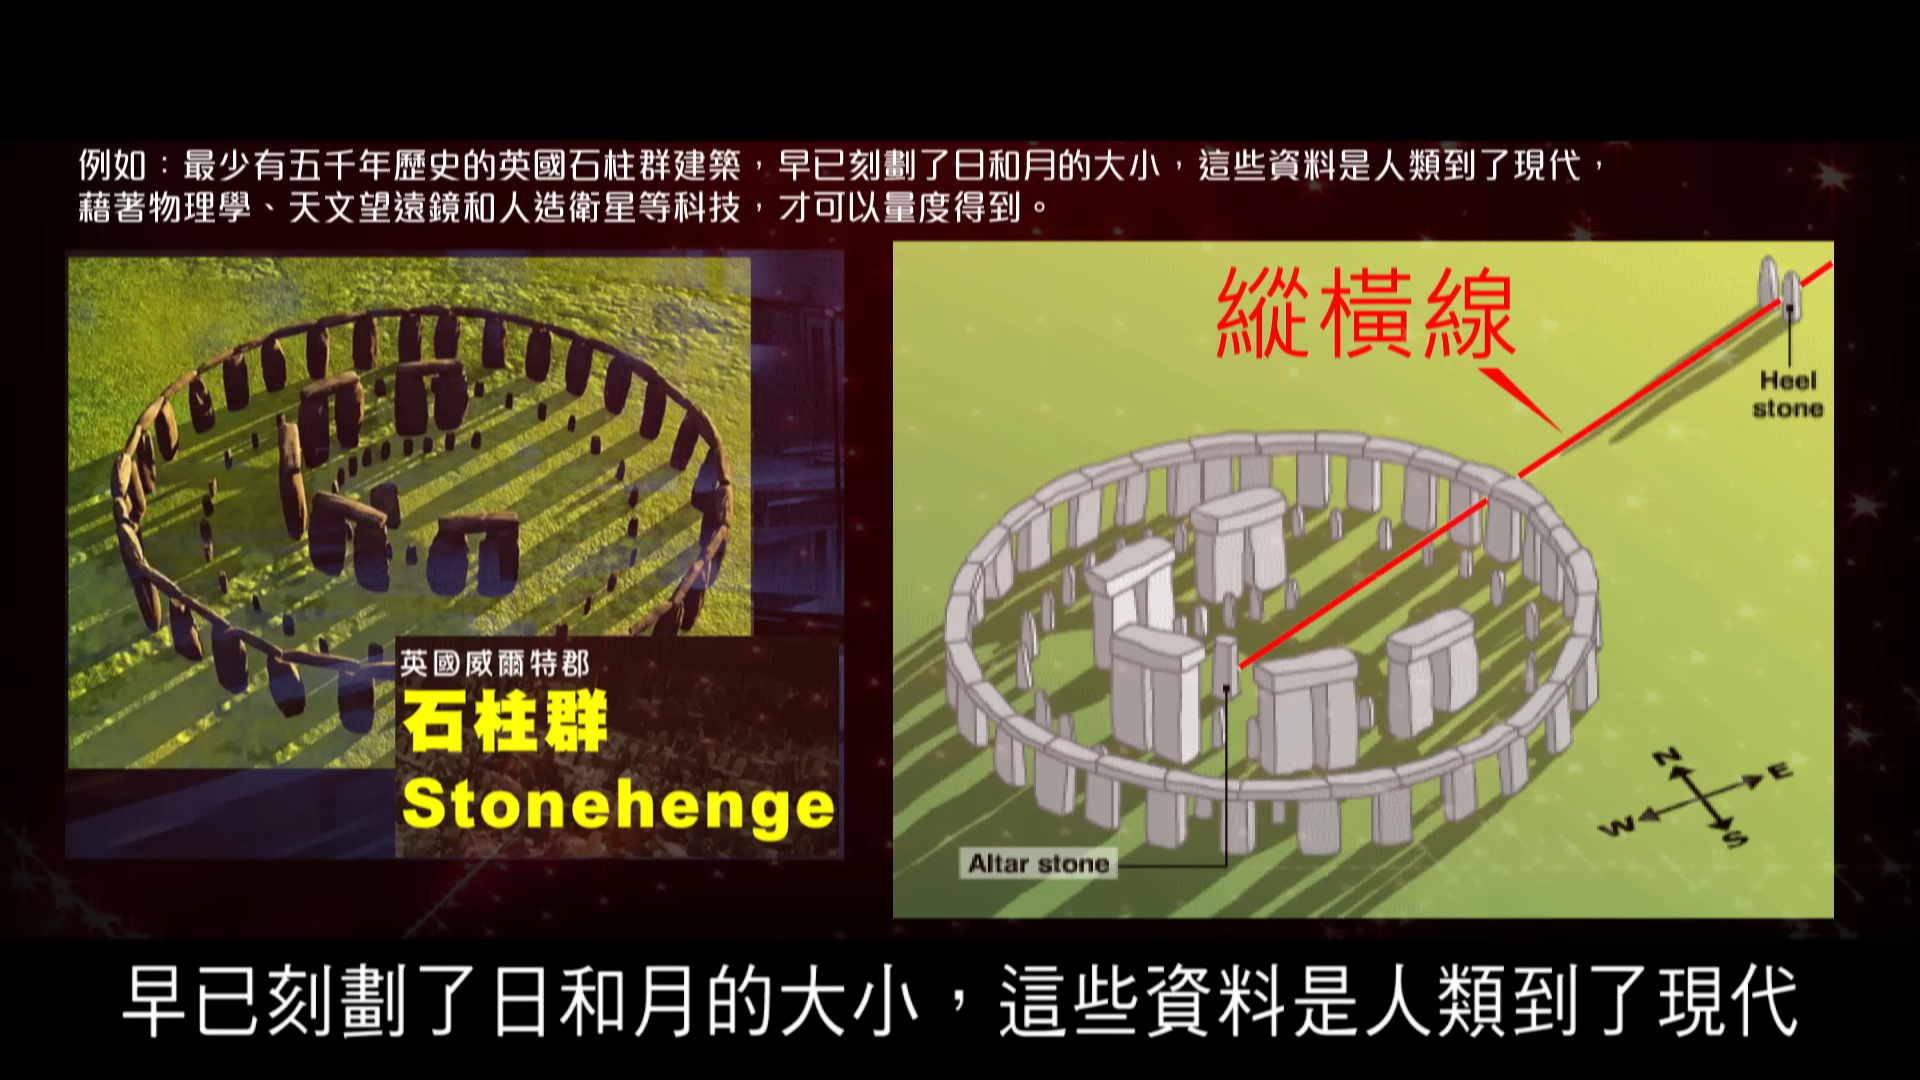 例如：最少有五千年歷史的英國石柱群建築，早已刻劃了日和月的大小，這些資料是人類到了現代，
藉著物理學、天文望遠鏡和人造衛星等科技，才可以量度得到。
縱橫線
Heel
stone
英國威爾特郡
石柱群
Stonehenge
N
E
W
S
Altar stone
早已刻劃了日和月的大小，這些資料是人類到了現代